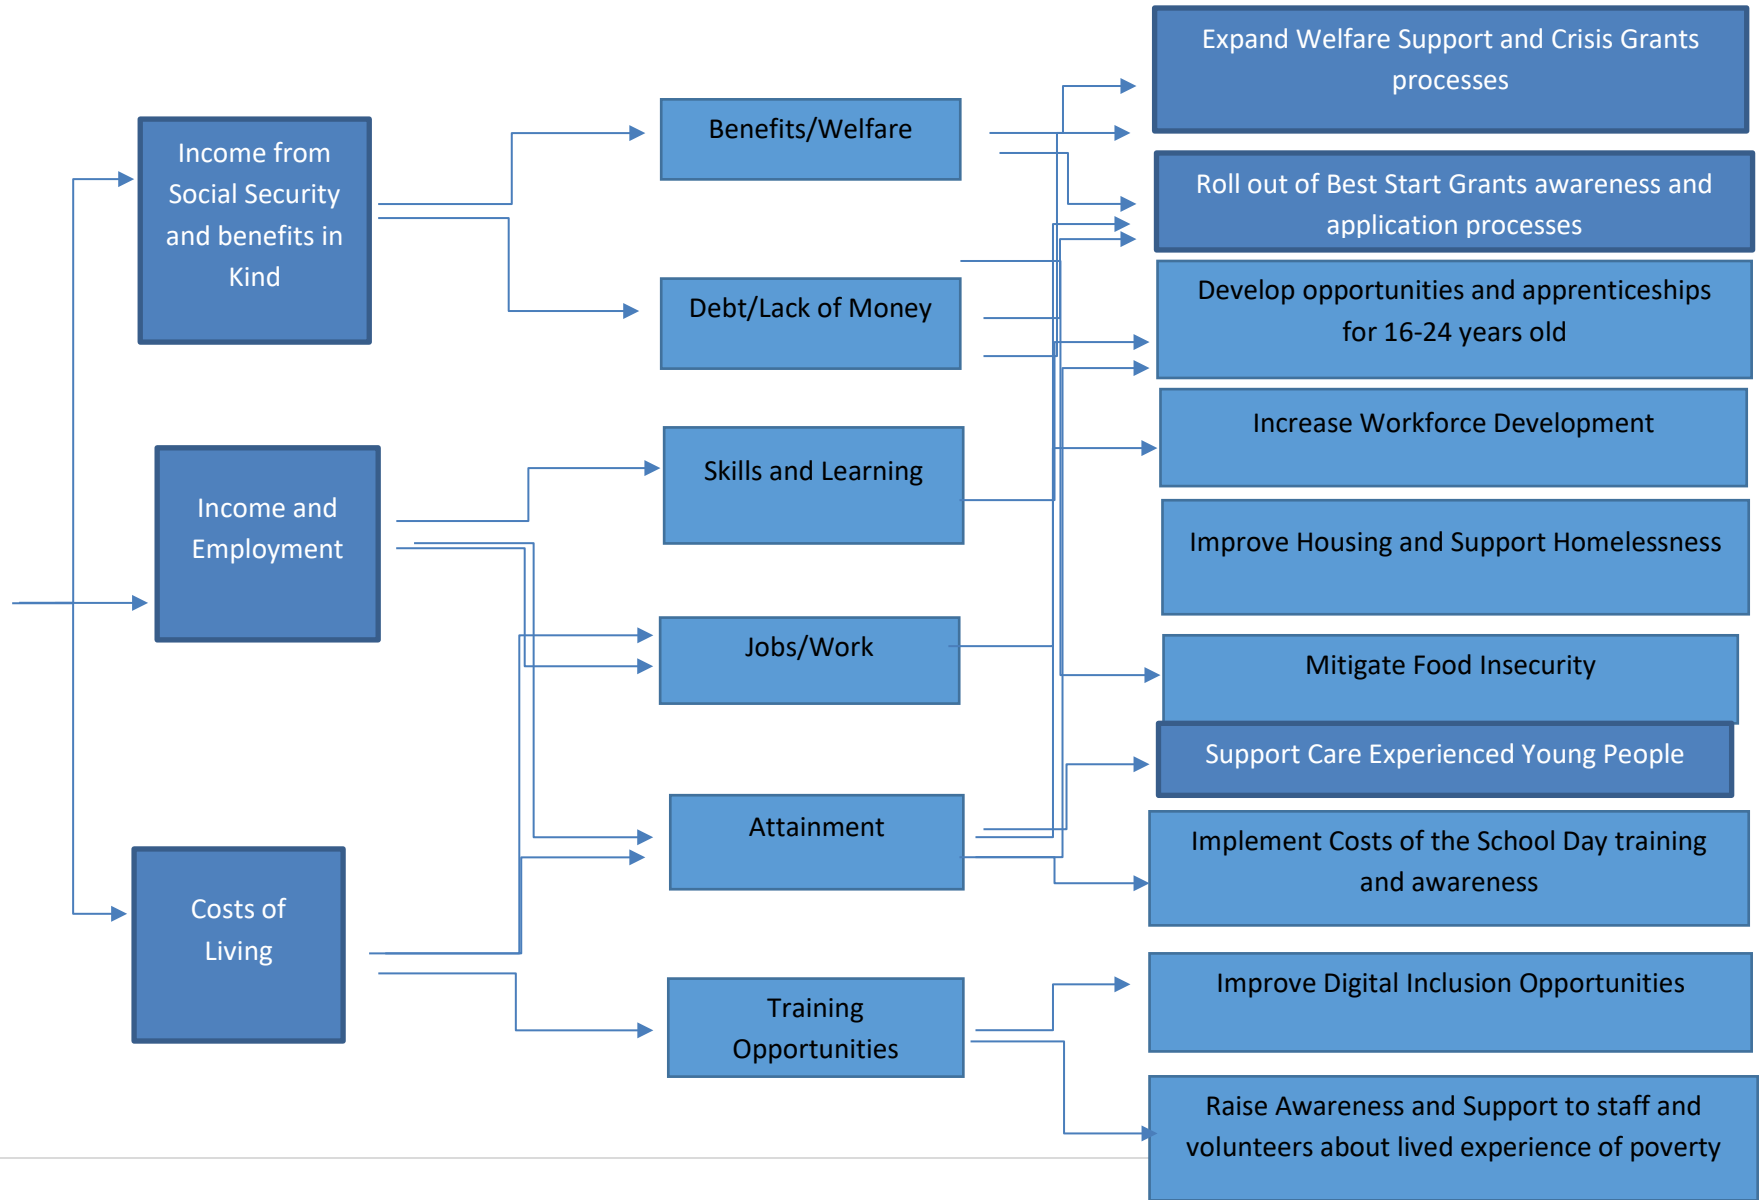 Income from
Social Security
and benefits in
Kind
Income and
Employment
Costs of
Living
Benefits/Welfare
Debt/Lack of Money
Skills and Learning
Jobs/Work
Attainment
Training
Opportunities
Expand Welfare Support and Crisis Grants
processes
Roll out of Best Start Grants awareness and
application processes
Develop opportunities and apprenticeships
for 16-24 years old
Increase Workforce Development
Improve Housing and Support Homelessness
Mitigate Food Insecurity
Support Care Experienced Young People
Implement Costs of the School Day training
and awareness
Improve Digital Inclusion Opportunities
Raise Awareness and Support to staff and
volunteers about lived experience of poverty